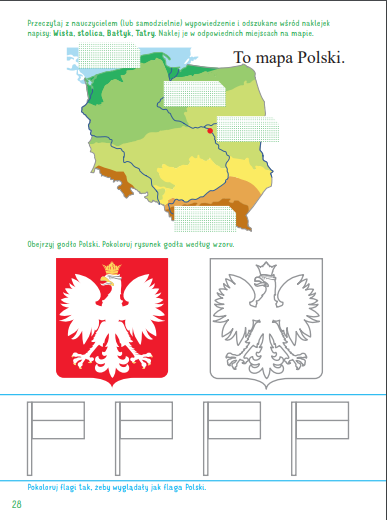 Przeczytaj z nauczycielem (lub samodzielnie) wypowiedzenie i odszukane wśród naklejek
napisy: Wisła, stolica, Bałtyk, Tatry. Naklej je w odpowiednich miejscach na mapie.
To mapa Polski.
Obejrzyj godło Polski. Pokoloruj rysunek godła według wzoru.
Pokoloruj flagi tak, żeby wyglądały jak flaga Polski.
28